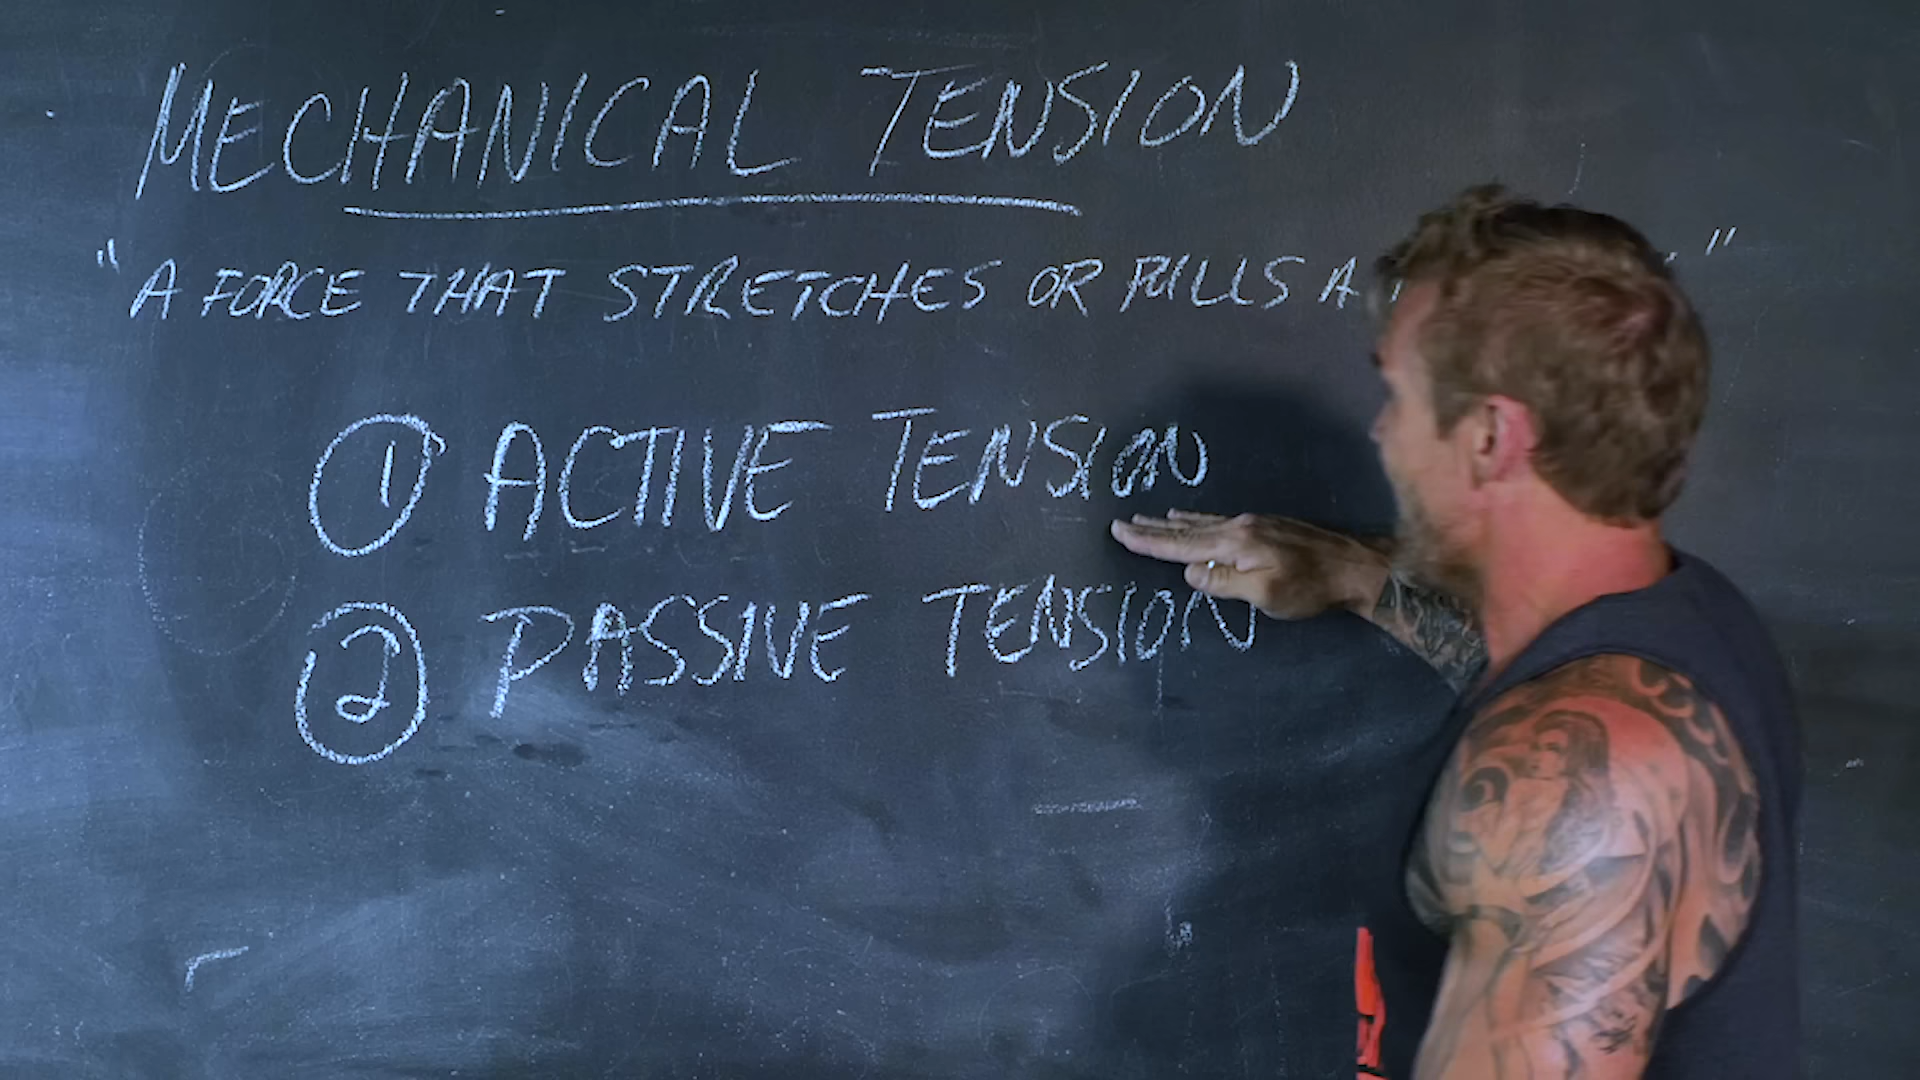 MECHANICAL TENSION
"A FORCE THAT STRETCHES OR PULLS A "
1 ACTIVE TENSION
2 PASSIVE TENSION